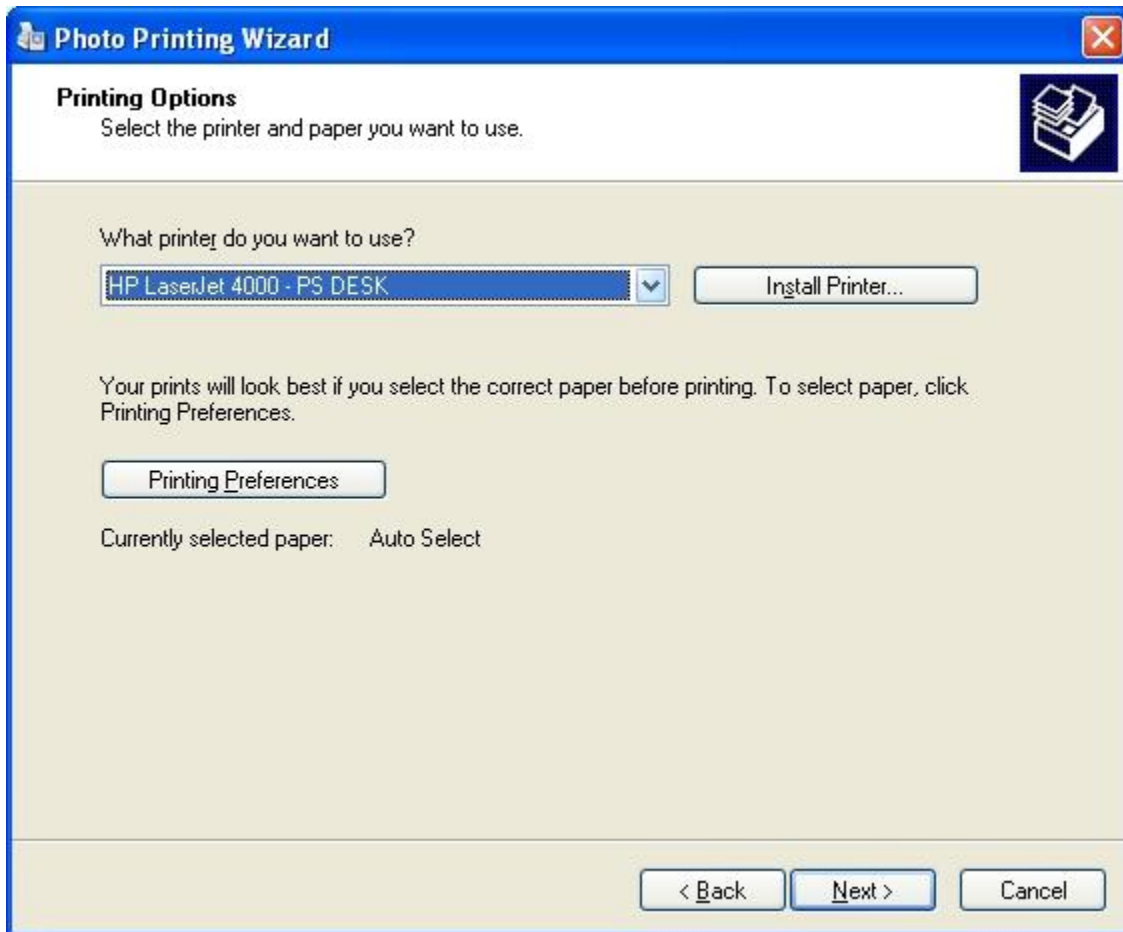 Photo Printing Wizard
Printing Options
Select the printer and paper you want to use.
What printer do you want to use?
HP LaserJet 4000 - PS DESK
Install Printer...
Your prints will look best if you select the correct paper before printing. To select paper, click
Printing Preferences.
Printing Preferences
Currently selected paper: Auto Select
< Back Next > Cancel